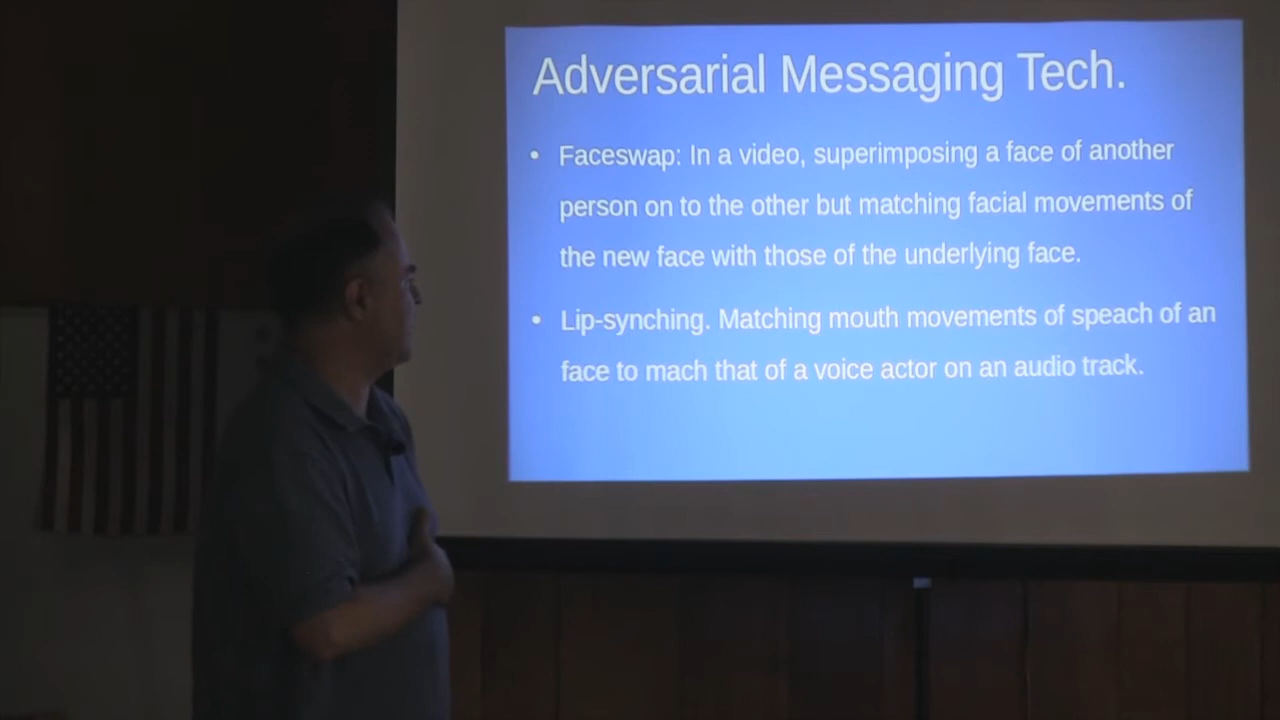 Adversarial Messaging Tech.
• Faceswap: In a video, superimposing a face of another
person on to the other but matching facial movements of
the new face with those of the underlying face.
• Lip-synching. Matching mouth movements of speach of an
face to mach that of a voice actor on an audio track.